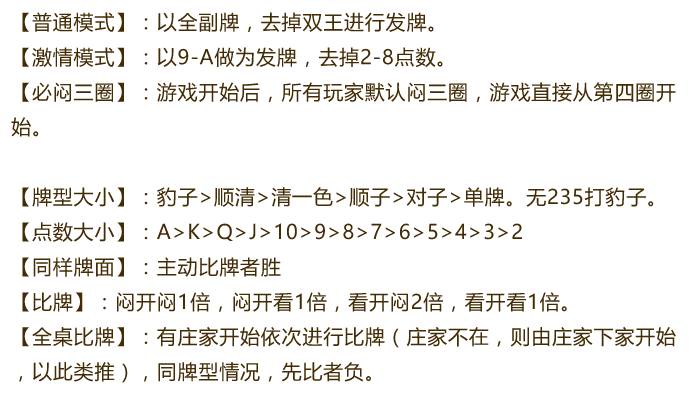 【普通模式】：以全副牌，去掉双王进行发牌。
【激情模式】：以9-A做为发牌，去掉2-8点数。
【必闷三圈】：游戏开始后，所有玩家默认闷三圈，游戏直接从第四圈开
始。
【牌型大小】：豹子>顺清>清一色>顺子>对子>单牌。无235打豹子。
【点数大小】：A>K>Q>J>10>9>8>7>6>5>4>3>2
【同样牌面】：主动比牌者胜
【比牌】：闷开闷1倍，闷开看1倍，看开闷2倍，看开看1倍。
【全桌比牌】：有庄家开始依次进行比牌（庄家不在，则由庄家下家开始
，以此类推），同牌型情况，先比者负。